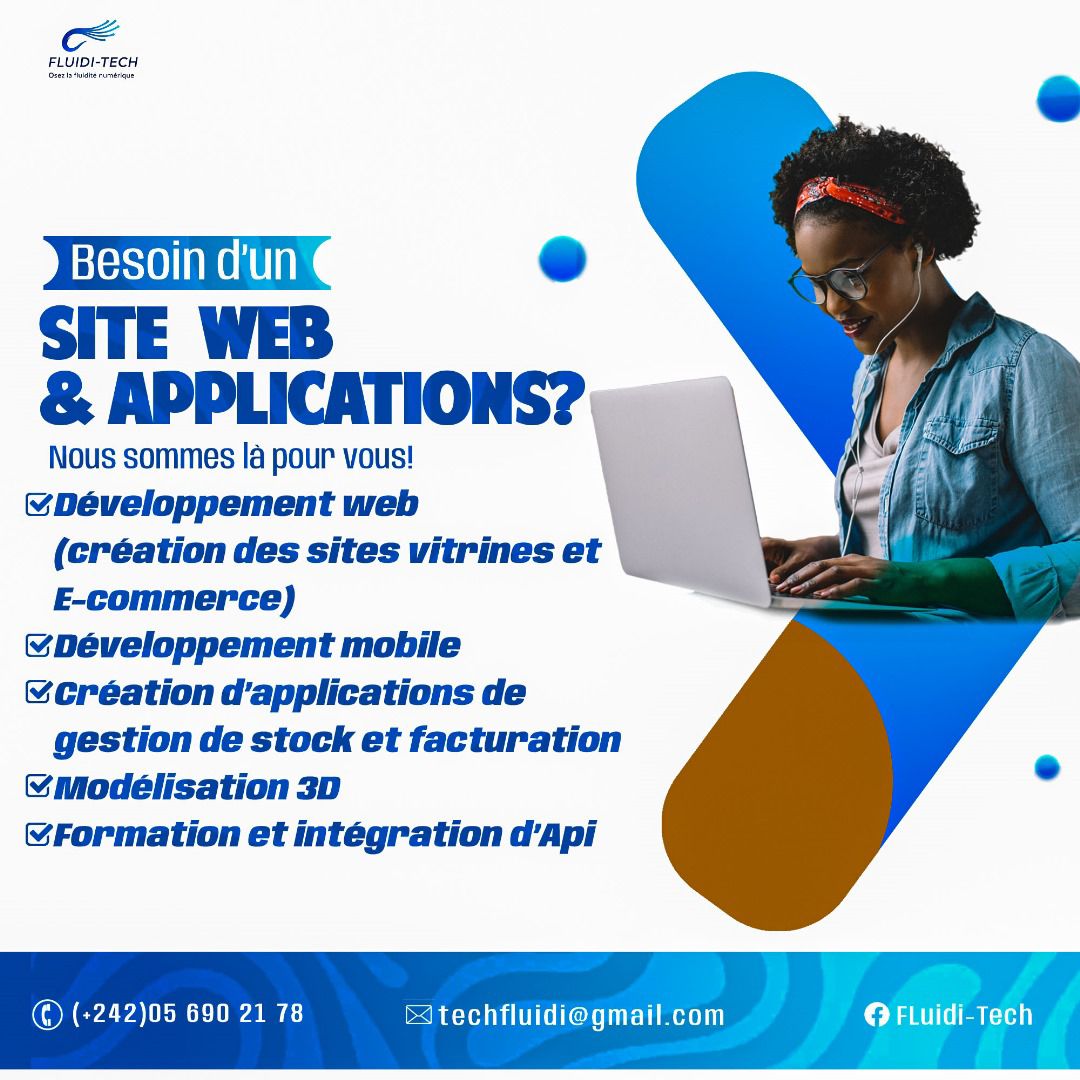 FLUIDI-TECH
Osez la fluidité numérique
Besoin d'un
SITE WEB
& APPLICATIONS?
Nous sommes là pour vous!
Développement web
(création des sites vitrines et
E-commerce)
Développement mobile
Création d'applications de
gestion de stock et facturation
Modélisation 3D
Formation et intégration d'Api
(+242)05 690 21 78
techfluidi@gmail.com
FLuidi-Tech